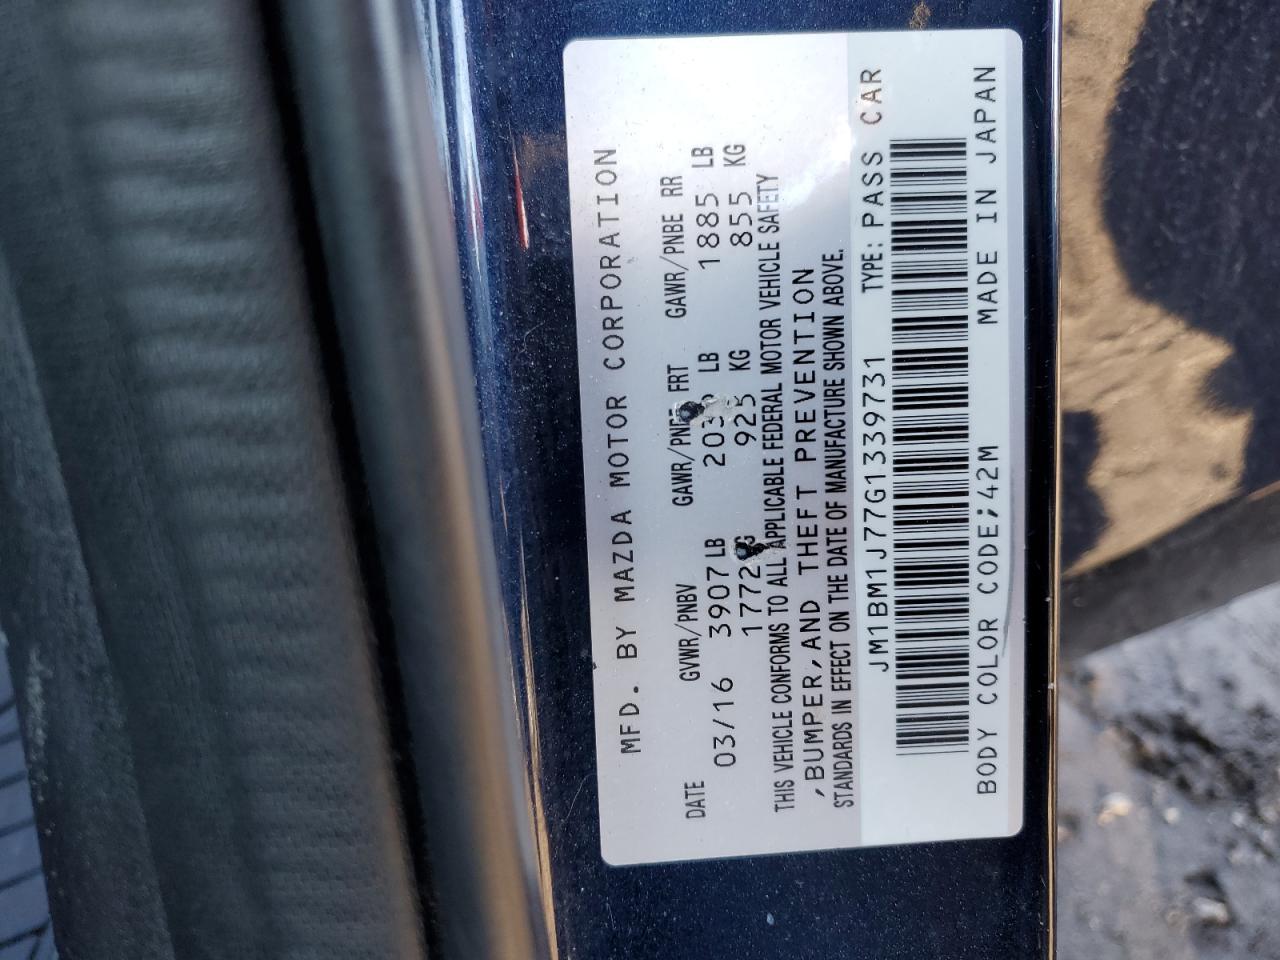 MFD. BY MAZDA MOTOR CORPORATION
DATE GVWR/PNBV GAWR/PNBE FRT GAWR/PNBE RR
03/16 3907 LB 2036 LB 1885 LB
1772 KG 925 KG 855 KG
THIS VEHICLE CONFORMS TO ALL APPLICABLE FEDERAL MOTOR VEHICLE SAFETY
,BUMPER,AND THEFT PREVENTION
STANDARDS IN EFFECT ON THE DATE OF MANUFACTURE SHOWN ABOVE.
JM1BM1J77G1339731 TYPE: PASS CAR
BODY COLOR CODE;42M MADE IN JAPAN